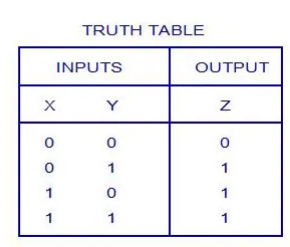 TRUTH TABLE
INPUTS OUTPUT
X Y Z
0 0 0
0 1 1
1 0 1
1 1 1